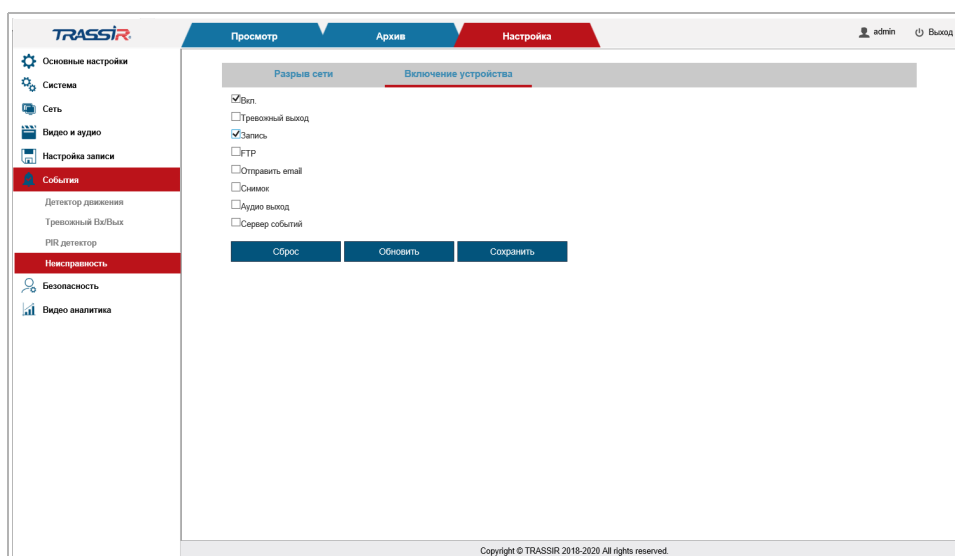 TRASSIR
Просмотр
Архив
Настройка
admin
Выход
Основные настройки
Система
Сеть
Видео и аудио
Настройка записи
События
Детектор движения
Тревожный Вх/Вых
PIR детектор
Неисправность
Безопасность
Видео аналитика
Разрыв сети
Включение устройства
Вкл.
Тревожный выход
Запись
FTP
Отправить email
Снимок
Аудио выход
Сервер событий
Сброс
Обновить
Сохранить
Copyright © TRASSIR 2018-2020 All rights reserved.